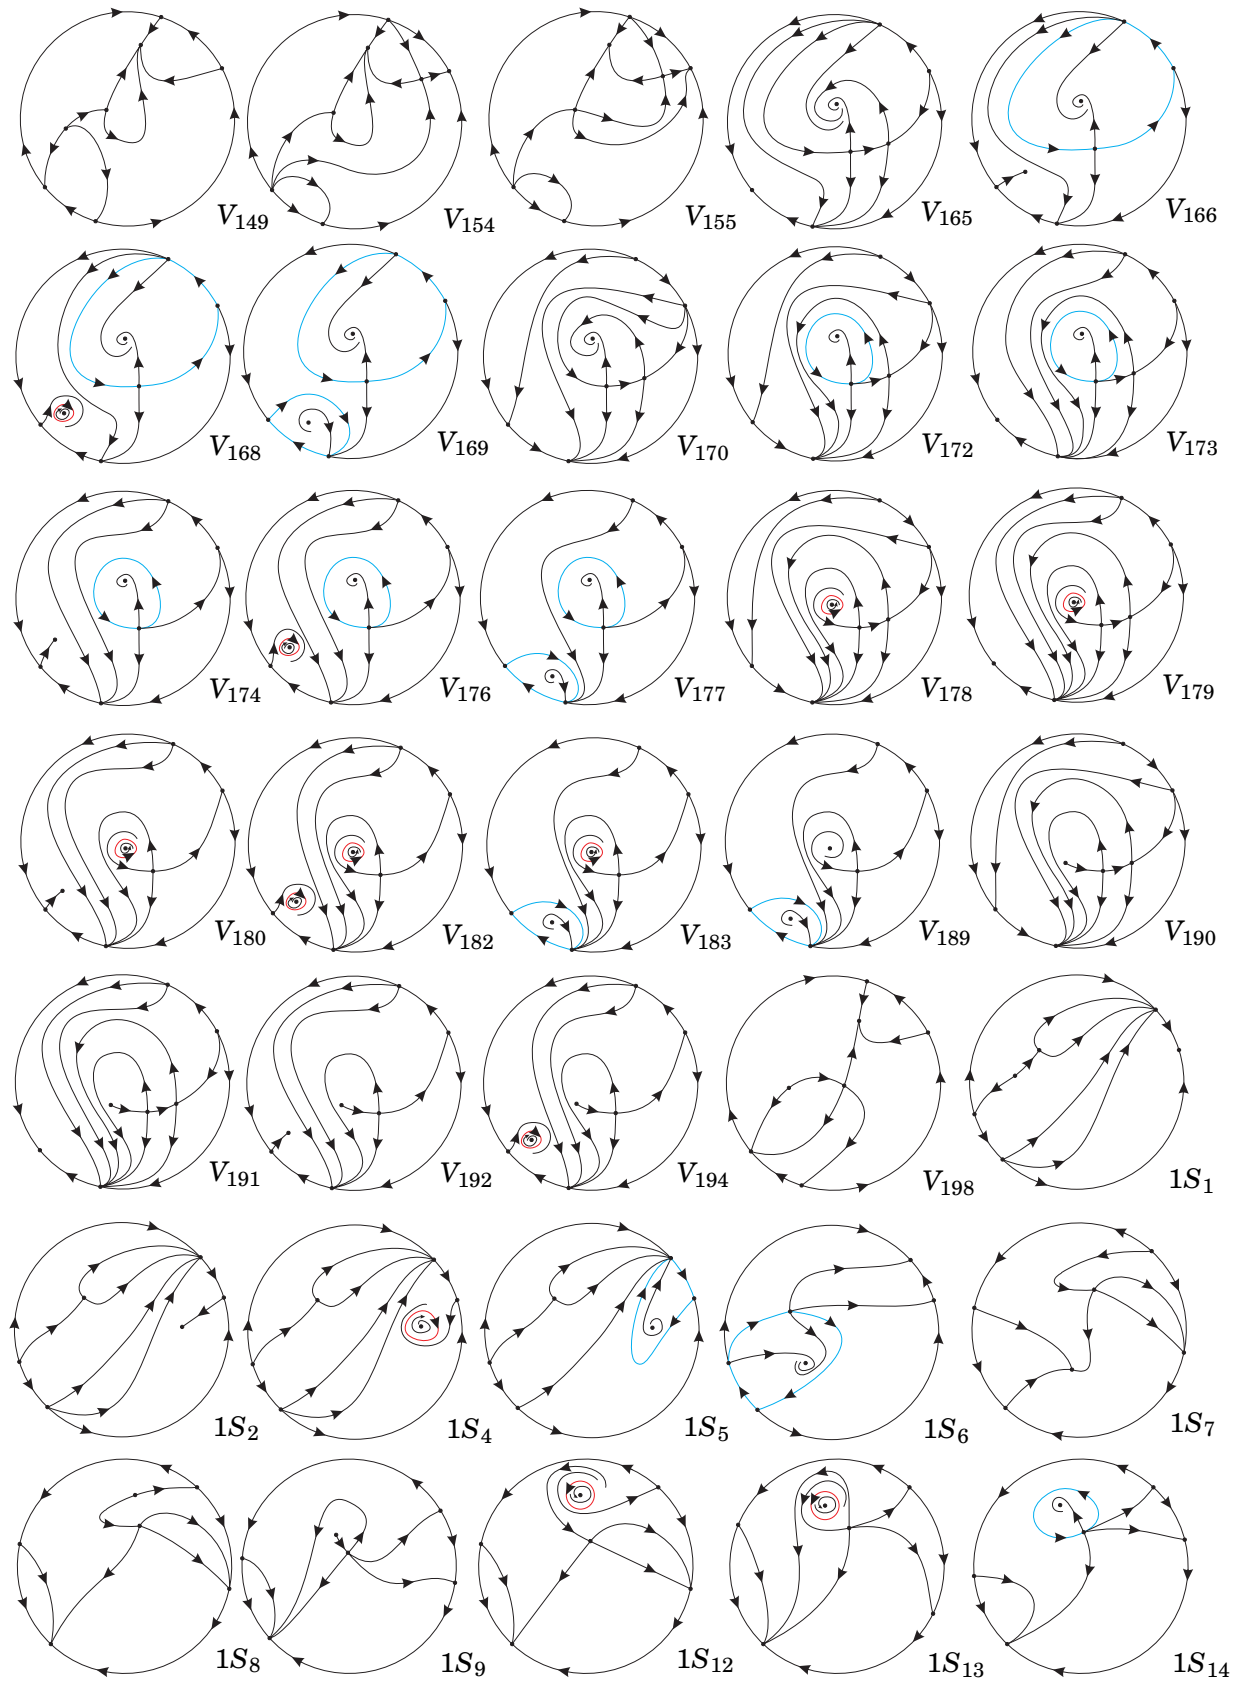 V₁₄₉ V₁₅₄ V₁₅₅ V₁₆₅ V₁₆₆
V₁₆₈ V₁₆₉ V₁₇₀ V₁₇₂ V₁₇₃
V₁₇₄ V₁₇₆ V₁₇₇ V₁₇₈ V₁₇₉
V₁₈₀ V₁₈₂ V₁₈₃ V₁₈₉ V₁₉₀
V₁₉₁ V₁₉₂ V₁₉₄ V₁₉₈ 1S₁
1S₂ 1S₄ 1S₅ 1S₆ 1S₇
1S₈ 1S₉ 1S₁₂ 1S₁₃ 1S₁₄